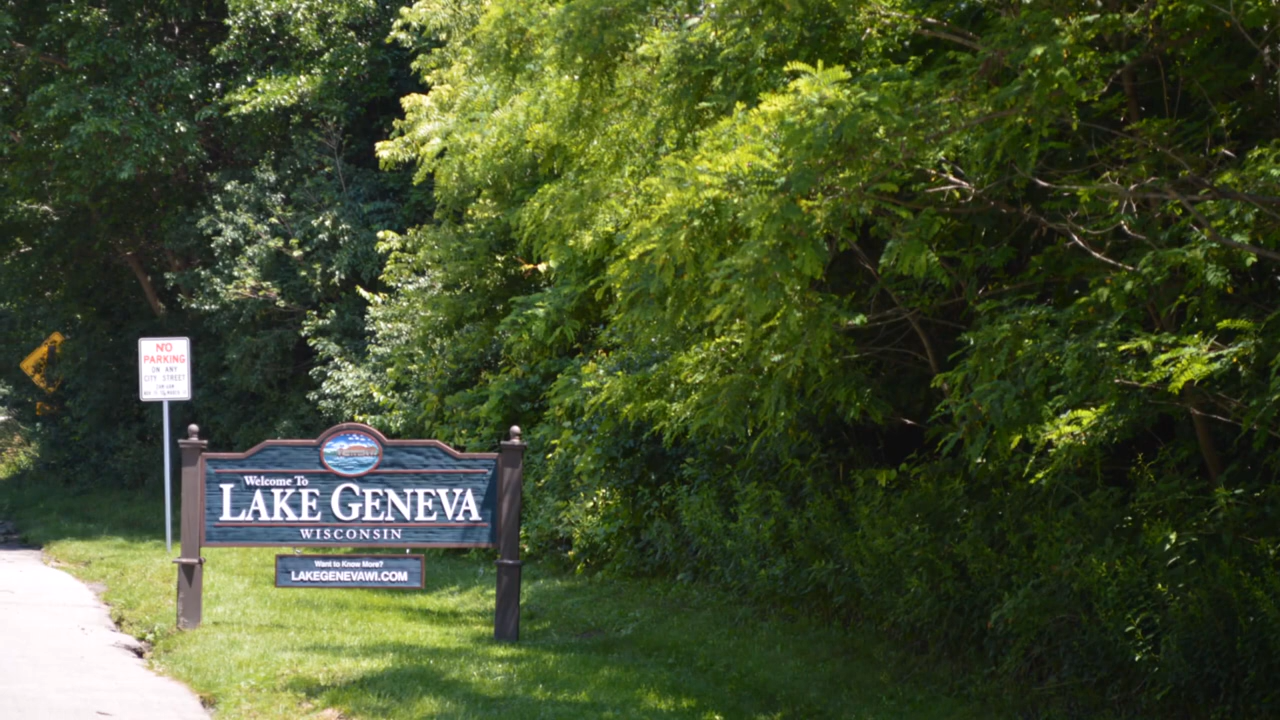 NO
PARKING
ON ANY
CITY STREET
Welcome To
LAKE GENEVA
WISCONSIN
Want to Know More?
LAKEGENEVAWI.COM